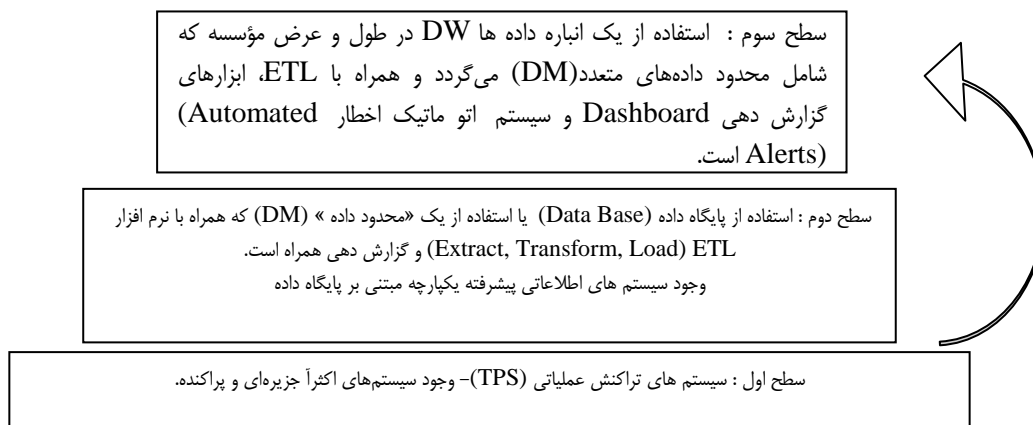 سطح سوم : استفاده از یک انباره داده ها DW در طول و عرض مؤسسه که
شامل محدود داده‌های متعدد(DM) می‌گردد و همراه با ETL، ابزارهای
گزارش دهی Dashboard و سیستم اتو ماتیک اخطار (Automated
Alerts) است.
سطح دوم : استفاده از پایگاه داده (Data Base) یا استفاده از یک «محدود داده » (DM) که همراه با نرم افزار
ETL (Extract, Transform, Load) و گزارش دهی همراه است.
وجود سیستم های اطلاعاتی پیشرفته یکپارچه مبتنی بر پایگاه داده
سطح اول : سیستم های تراکنش عملیاتی (TPS)- وجود سیستم‌های اکثرآ جزیره‌ای و پراکنده.